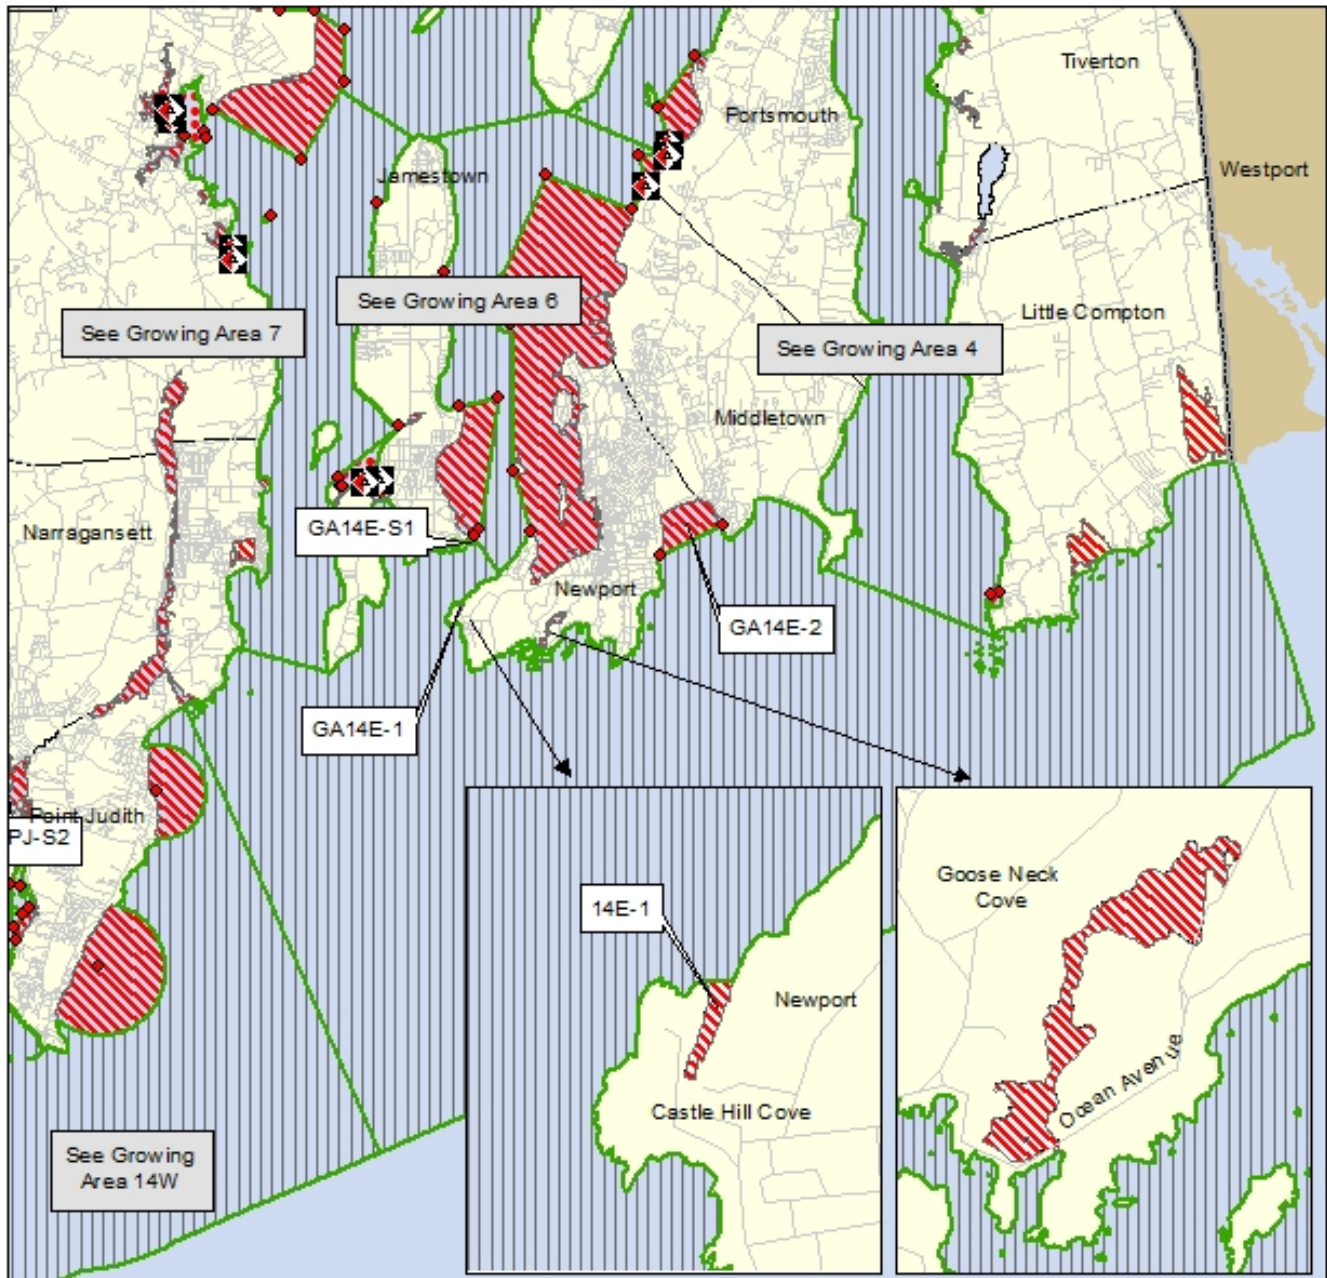 Tiverton
Portsmouth
Westport
Jamestown
See Growing Area 6
See Growing Area 7
Little Compton
See Growing Area 4
Middletown
GA14E-S1
Narragansett
Newport
GA14E-2
GA14E-1
Point Judith
PJ-S2
Goose Neck
Cove
14E-1
Newport
Ocean Avenue
Castle Hill Cove
See Growing
Area 14W